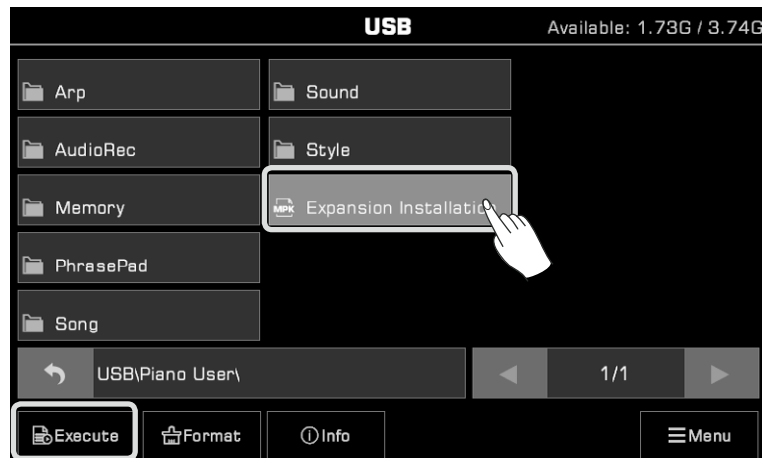 USB
Available: 1.73G / 3.74G
Arp
Sound
AudioRec
Style
Memory
MPK
Expansion Installation
PhrasePad
Song
USB\Piano User\
1/1
Execute
Format
Info
Menu